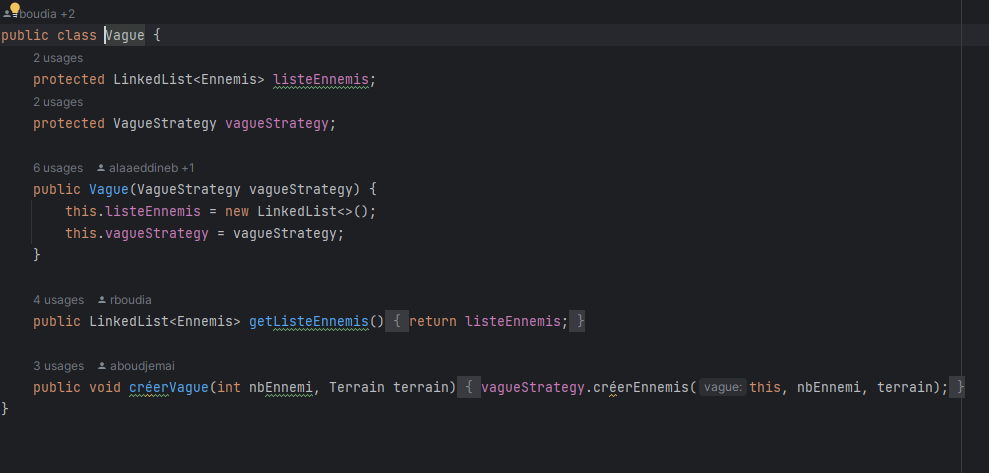 rboudia +2
public class Vague {
2 usages
protected LinkedList<Ennemis> listeEnnemis;
2 usages
protected VagueStrategy vagueStrategy;
6 usages alaaeddineb +1
public Vague(VagueStrategy vagueStrategy) {
this.listeEnnemis = new LinkedList<>();
this.vagueStrategy = vagueStrategy;
}
4 usages rboudia
public LinkedList<Ennemis> getListeEnnemis() { return listeEnnemis; }
3 usages aboudjemai
public void créerVague(int nbEnnemi, Terrain terrain) { vagueStrategy.créerEnnemis( vague: this, nbEnnemi, terrain); }
}